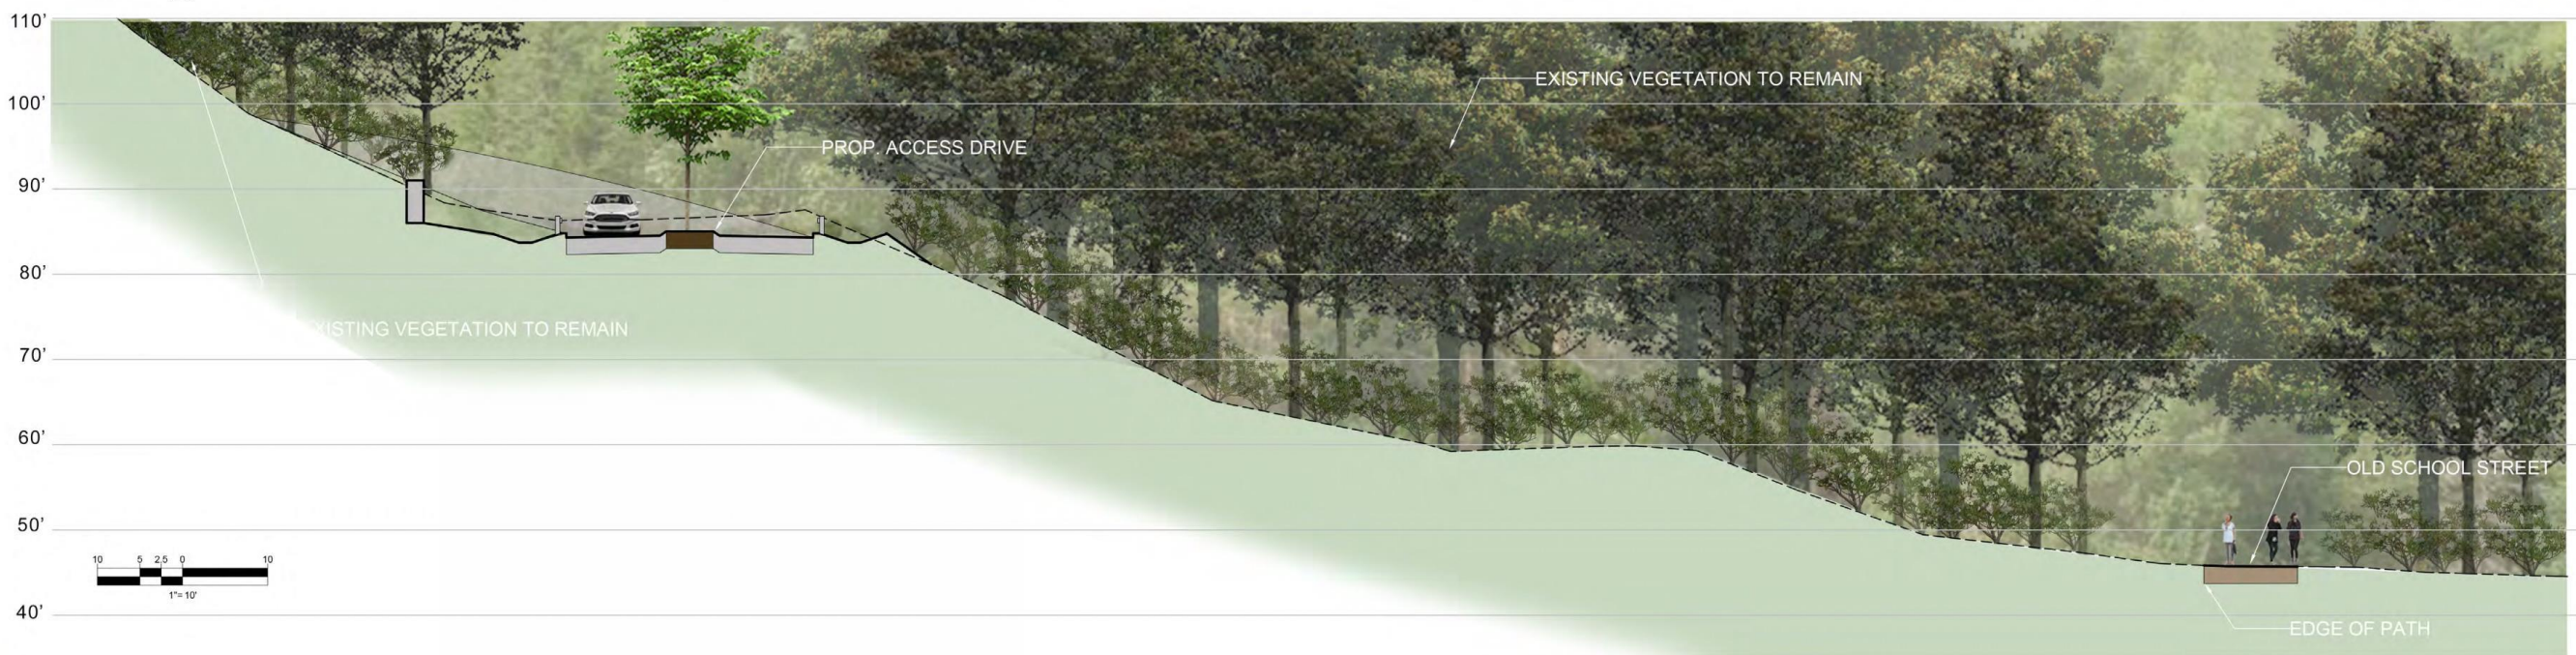 110'
EXISTING VEGETATION TO REMAIN
100'
PROP. ACCESS DRIVE
90'
80'
XISTING VEGETATION TO REMAIN
70'
60'
OLD SCHOOL STREET
50'
10 5 2.5 0 10
1"= 10'
40'
EDGE OF PATH